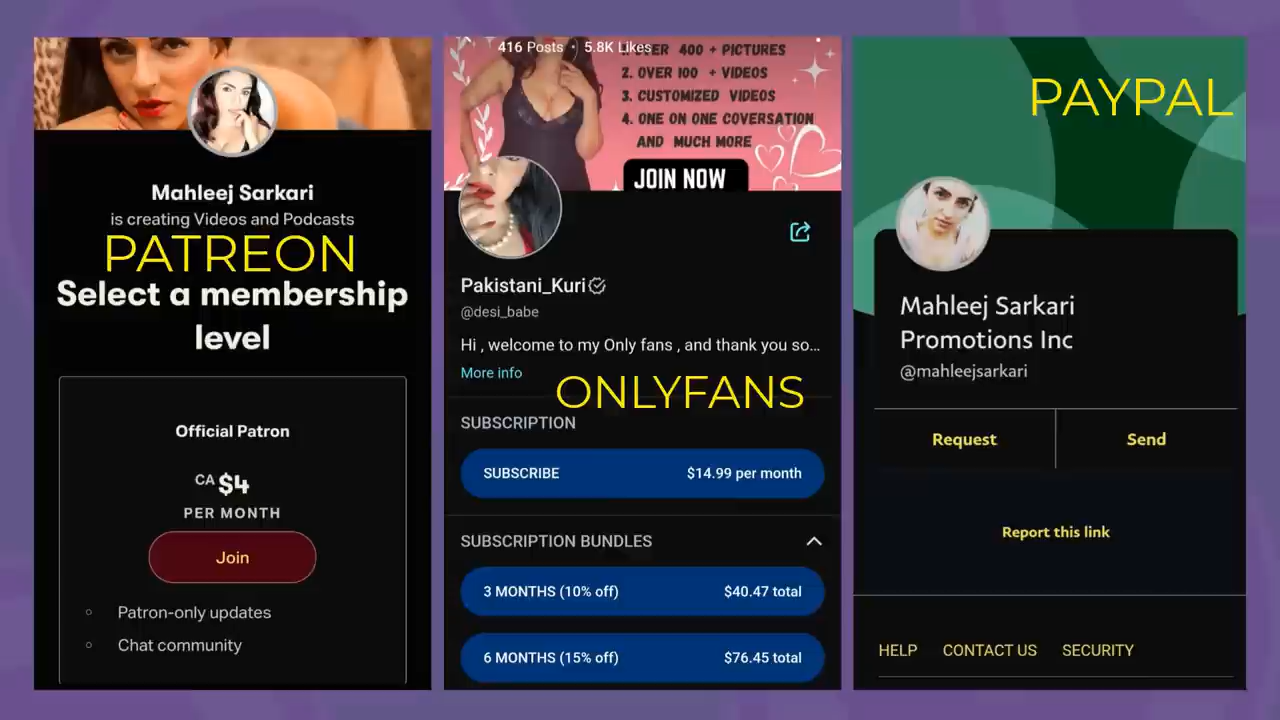 Mahleej Sarkari
is creating Videos and Podcasts
PATREON
Select a membership
level
Official Patron
CA $4
PER MONTH
Join
Patron-only updates
Chat community
416 Posts • 5.8K Likes
1. OVER 400 + PICTURES
2. OVER 100 + VIDEOS
3. CUSTOMIZED VIDEOS
4. ONE ON ONE COVERSATION
AND MUCH MORE
JOIN NOW
Pakistani_Kuri
@desi_babe
Hi , welcome to my Only fans , and thank you so...
More info
ONLYFANS
SUBSCRIPTION
SUBSCRIBE $14.99 per month
SUBSCRIPTION BUNDLES
3 MONTHS (10% off) $40.47 total
6 MONTHS (15% off) $76.45 total
PAYPAL
Mahleej Sarkari
Promotions Inc
@mahleejsarkari
Request Send
Report this link
HELP CONTACT US SECURITY